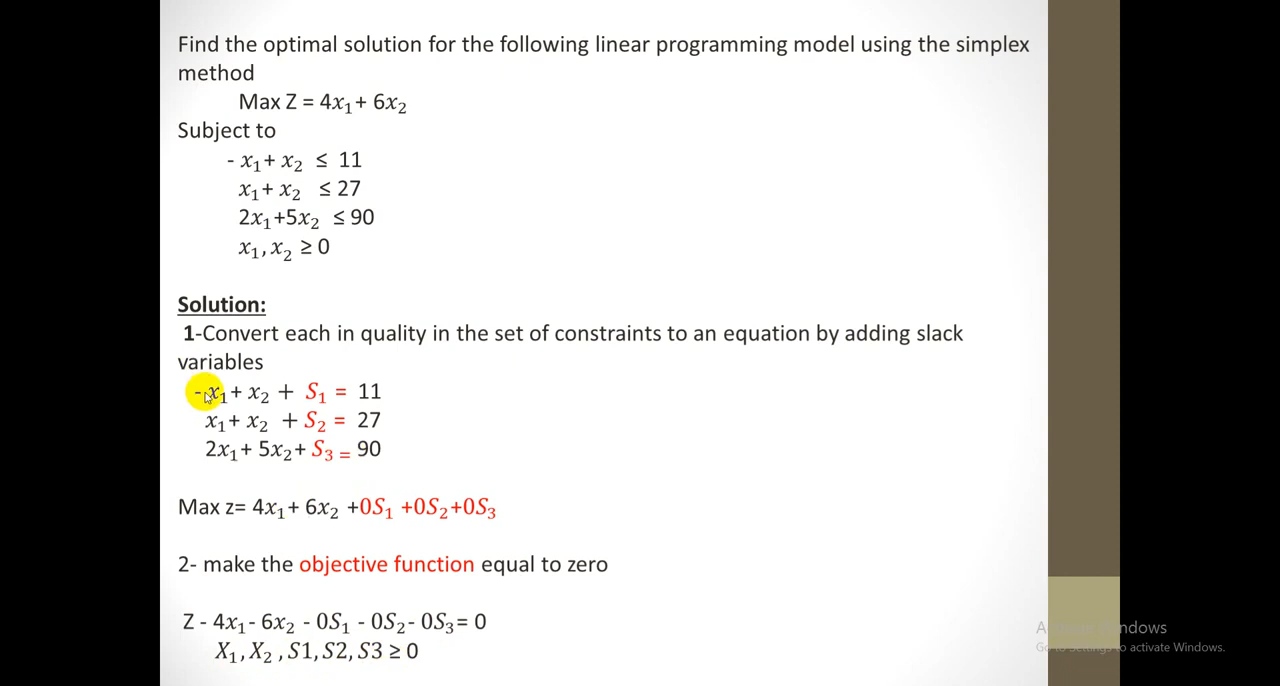 Find the optimal solution for the following linear programming model using the simplex
method
Max Z = 4x₁+ 6x₂
Subject to
- x₁+ x₂ ≤ 11
x₁+ x₂ ≤ 27
2x₁+5x₂ ≤ 90
x₁, x₂ ≥ 0
Solution:
1-Convert each in quality in the set of constraints to an equation by adding slack
variables
- x₁+ x₂ + S₁ = 11
x₁+ x₂ + S₂ = 27
2x₁+ 5x₂+ S₃ = 90
Max z= 4x₁+ 6x₂ +0S₁ +0S₂+0S₃
2- make the objective function equal to zero
Z - 4x₁- 6x₂ - 0S₁ - 0S₂- 0S₃= 0
X₁, X₂ , S1, S2, S3 ≥ 0